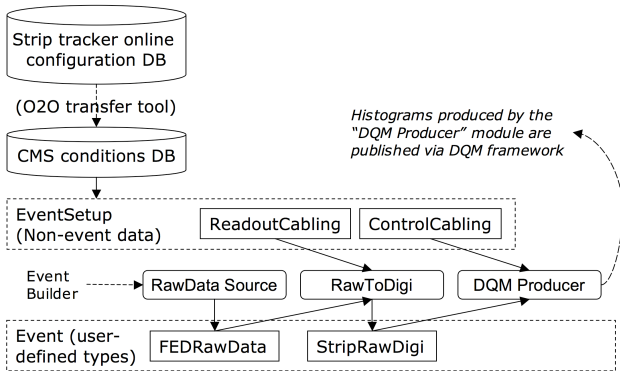 Strip tracker online
configuration DB
(O2O transfer tool)
CMS conditions DB
Histograms produced by the
“DQM Producer” module are
published via DQM framework
EventSetup
(Non-event data)
ReadoutCabling
ControlCabling
Event
Builder
RawData Source
RawToDigi
DQM Producer
Event (user-
defined types)
FEDRawData
StripRawDigi